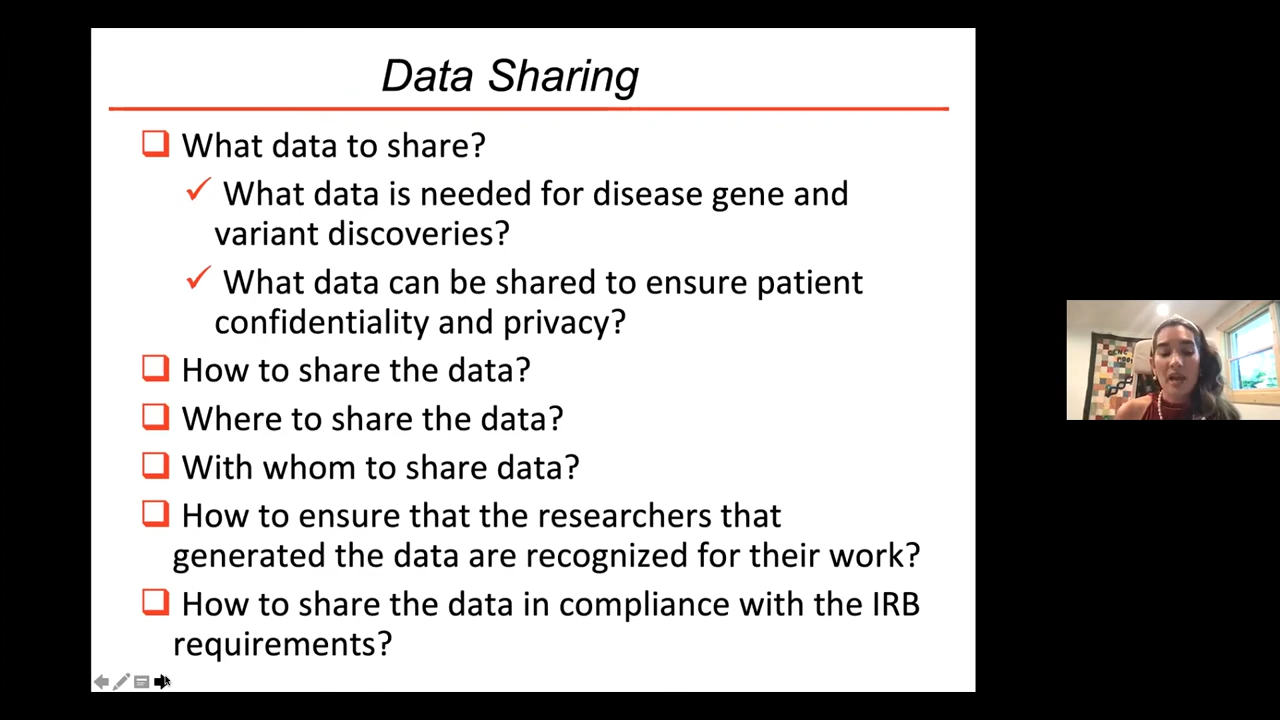 Data Sharing
What data to share?
What data is needed for disease gene and
variant discoveries?
What data can be shared to ensure patient
confidentiality and privacy?
How to share the data?
Where to share the data?
With whom to share data?
How to ensure that the researchers that
generated the data are recognized for their work?
How to share the data in compliance with the IRB
requirements?